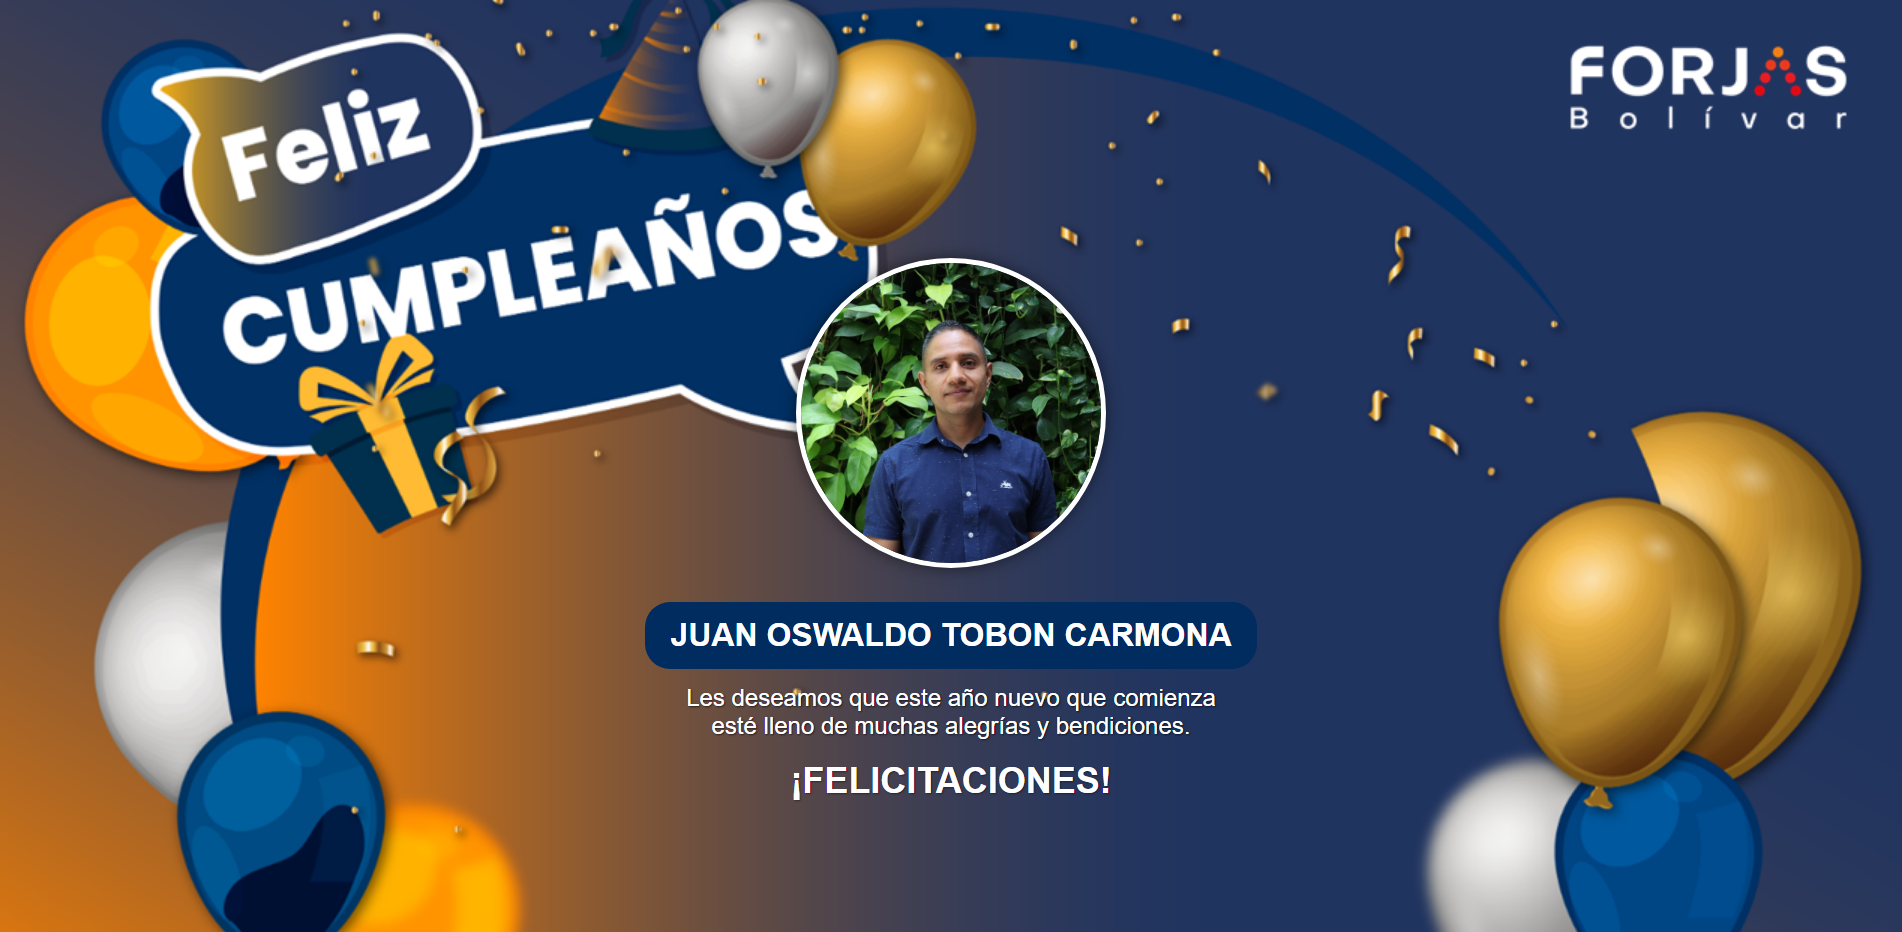 Feliz
CUMPLEAÑOS
FORJAS
Bolívar
JUAN OSWALDO TOBON CARMONA
Les deseamos que este año nuevo que comienza
esté lleno de muchas alegrías y bendiciones.
¡FELICITACIONES!